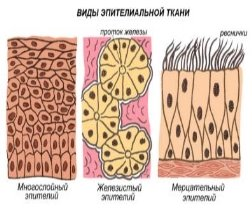 ВИДЫ ЭПИТЕЛИАЛЬНОЙ ТКАНИ
проток железы
реснички
Многослойный
эпителий
Железистый
эпителий
Мерцательный
эпителий